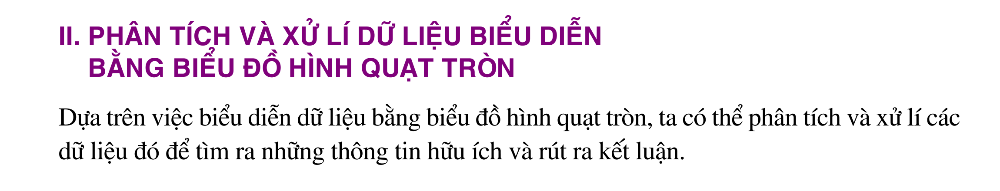 II. PHÂN TÍCH VÀ XỬ LÍ DỮ LIỆU BIỂU DIỄN
BẰNG BIỂU ĐỒ HÌNH QUẠT TRÒN
Dựa trên việc biểu diễn dữ liệu bằng biểu đồ hình quạt tròn, ta có thể phân tích và xử lí các
dữ liệu đó để tìm ra những thông tin hữu ích và rút ra kết luận.